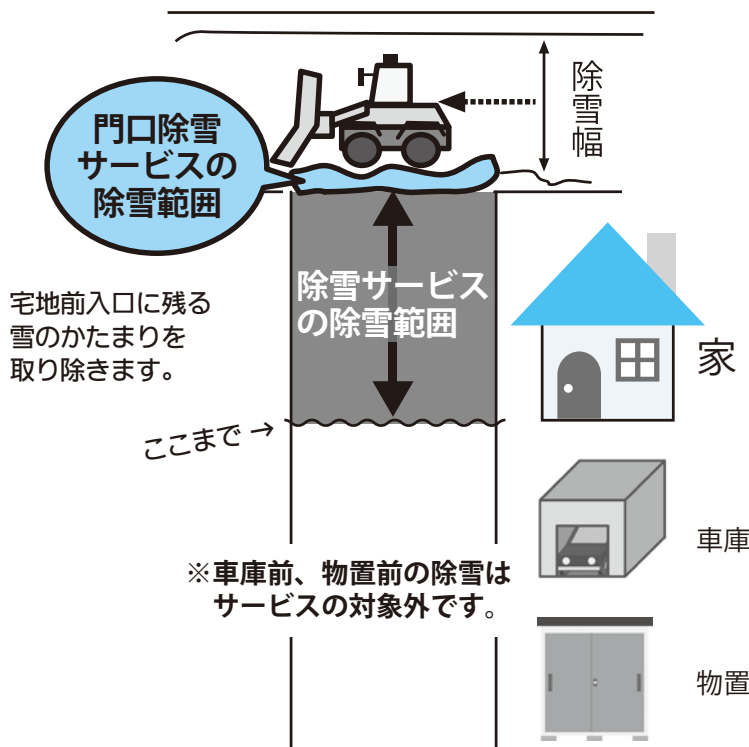 除雪幅
門口除雪
サービスの
除雪範囲
除雪サービス
の除雪範囲
宅地前入口に残る
雪のかたまりを
取り除きます。
家
ここまで→
車庫
※車庫前、物置前の除雪は
サービスの対象外です。
物置